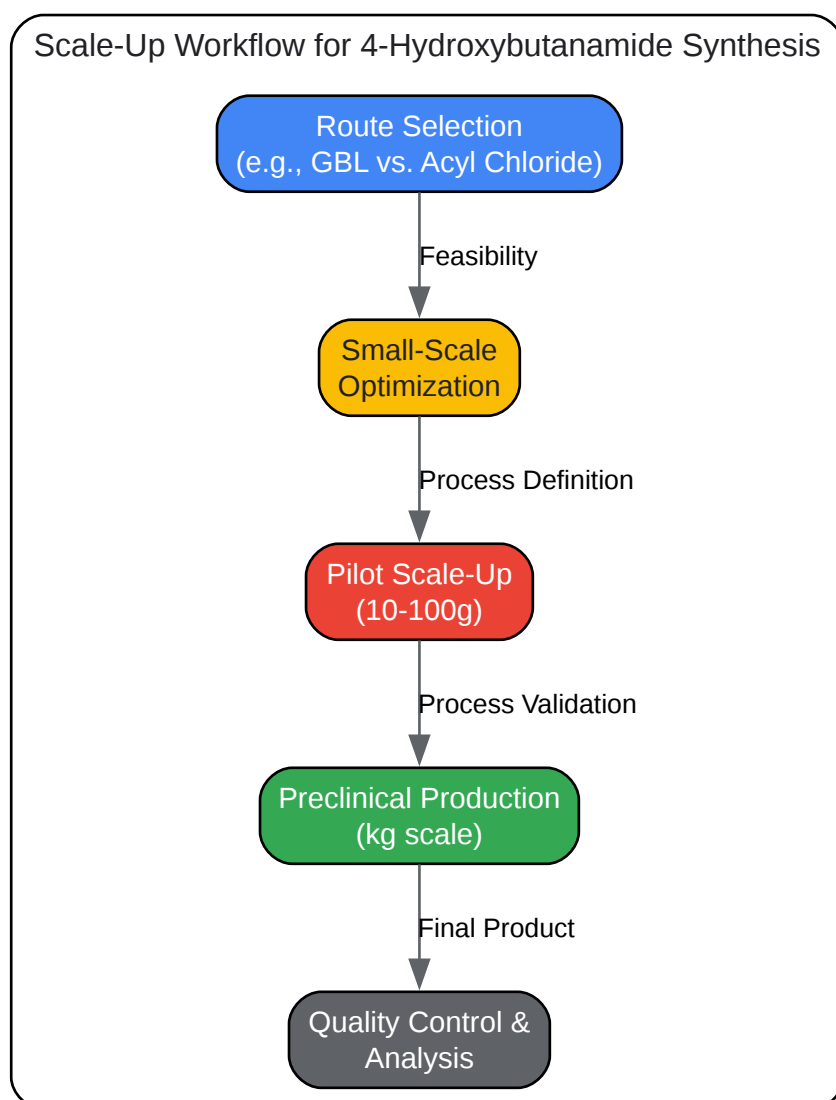 Scale-Up Workflow for 4-Hydroxybutanamide Synthesis
Route Selection
(e.g., GBL vs. Acyl Chloride)
Feasibility
Small-Scale
Optimization
Process Definition
Pilot Scale-Up
(10-100g)
Process Validation
Preclinical Production
(kg scale)
Final Product
Quality Control &
Analysis